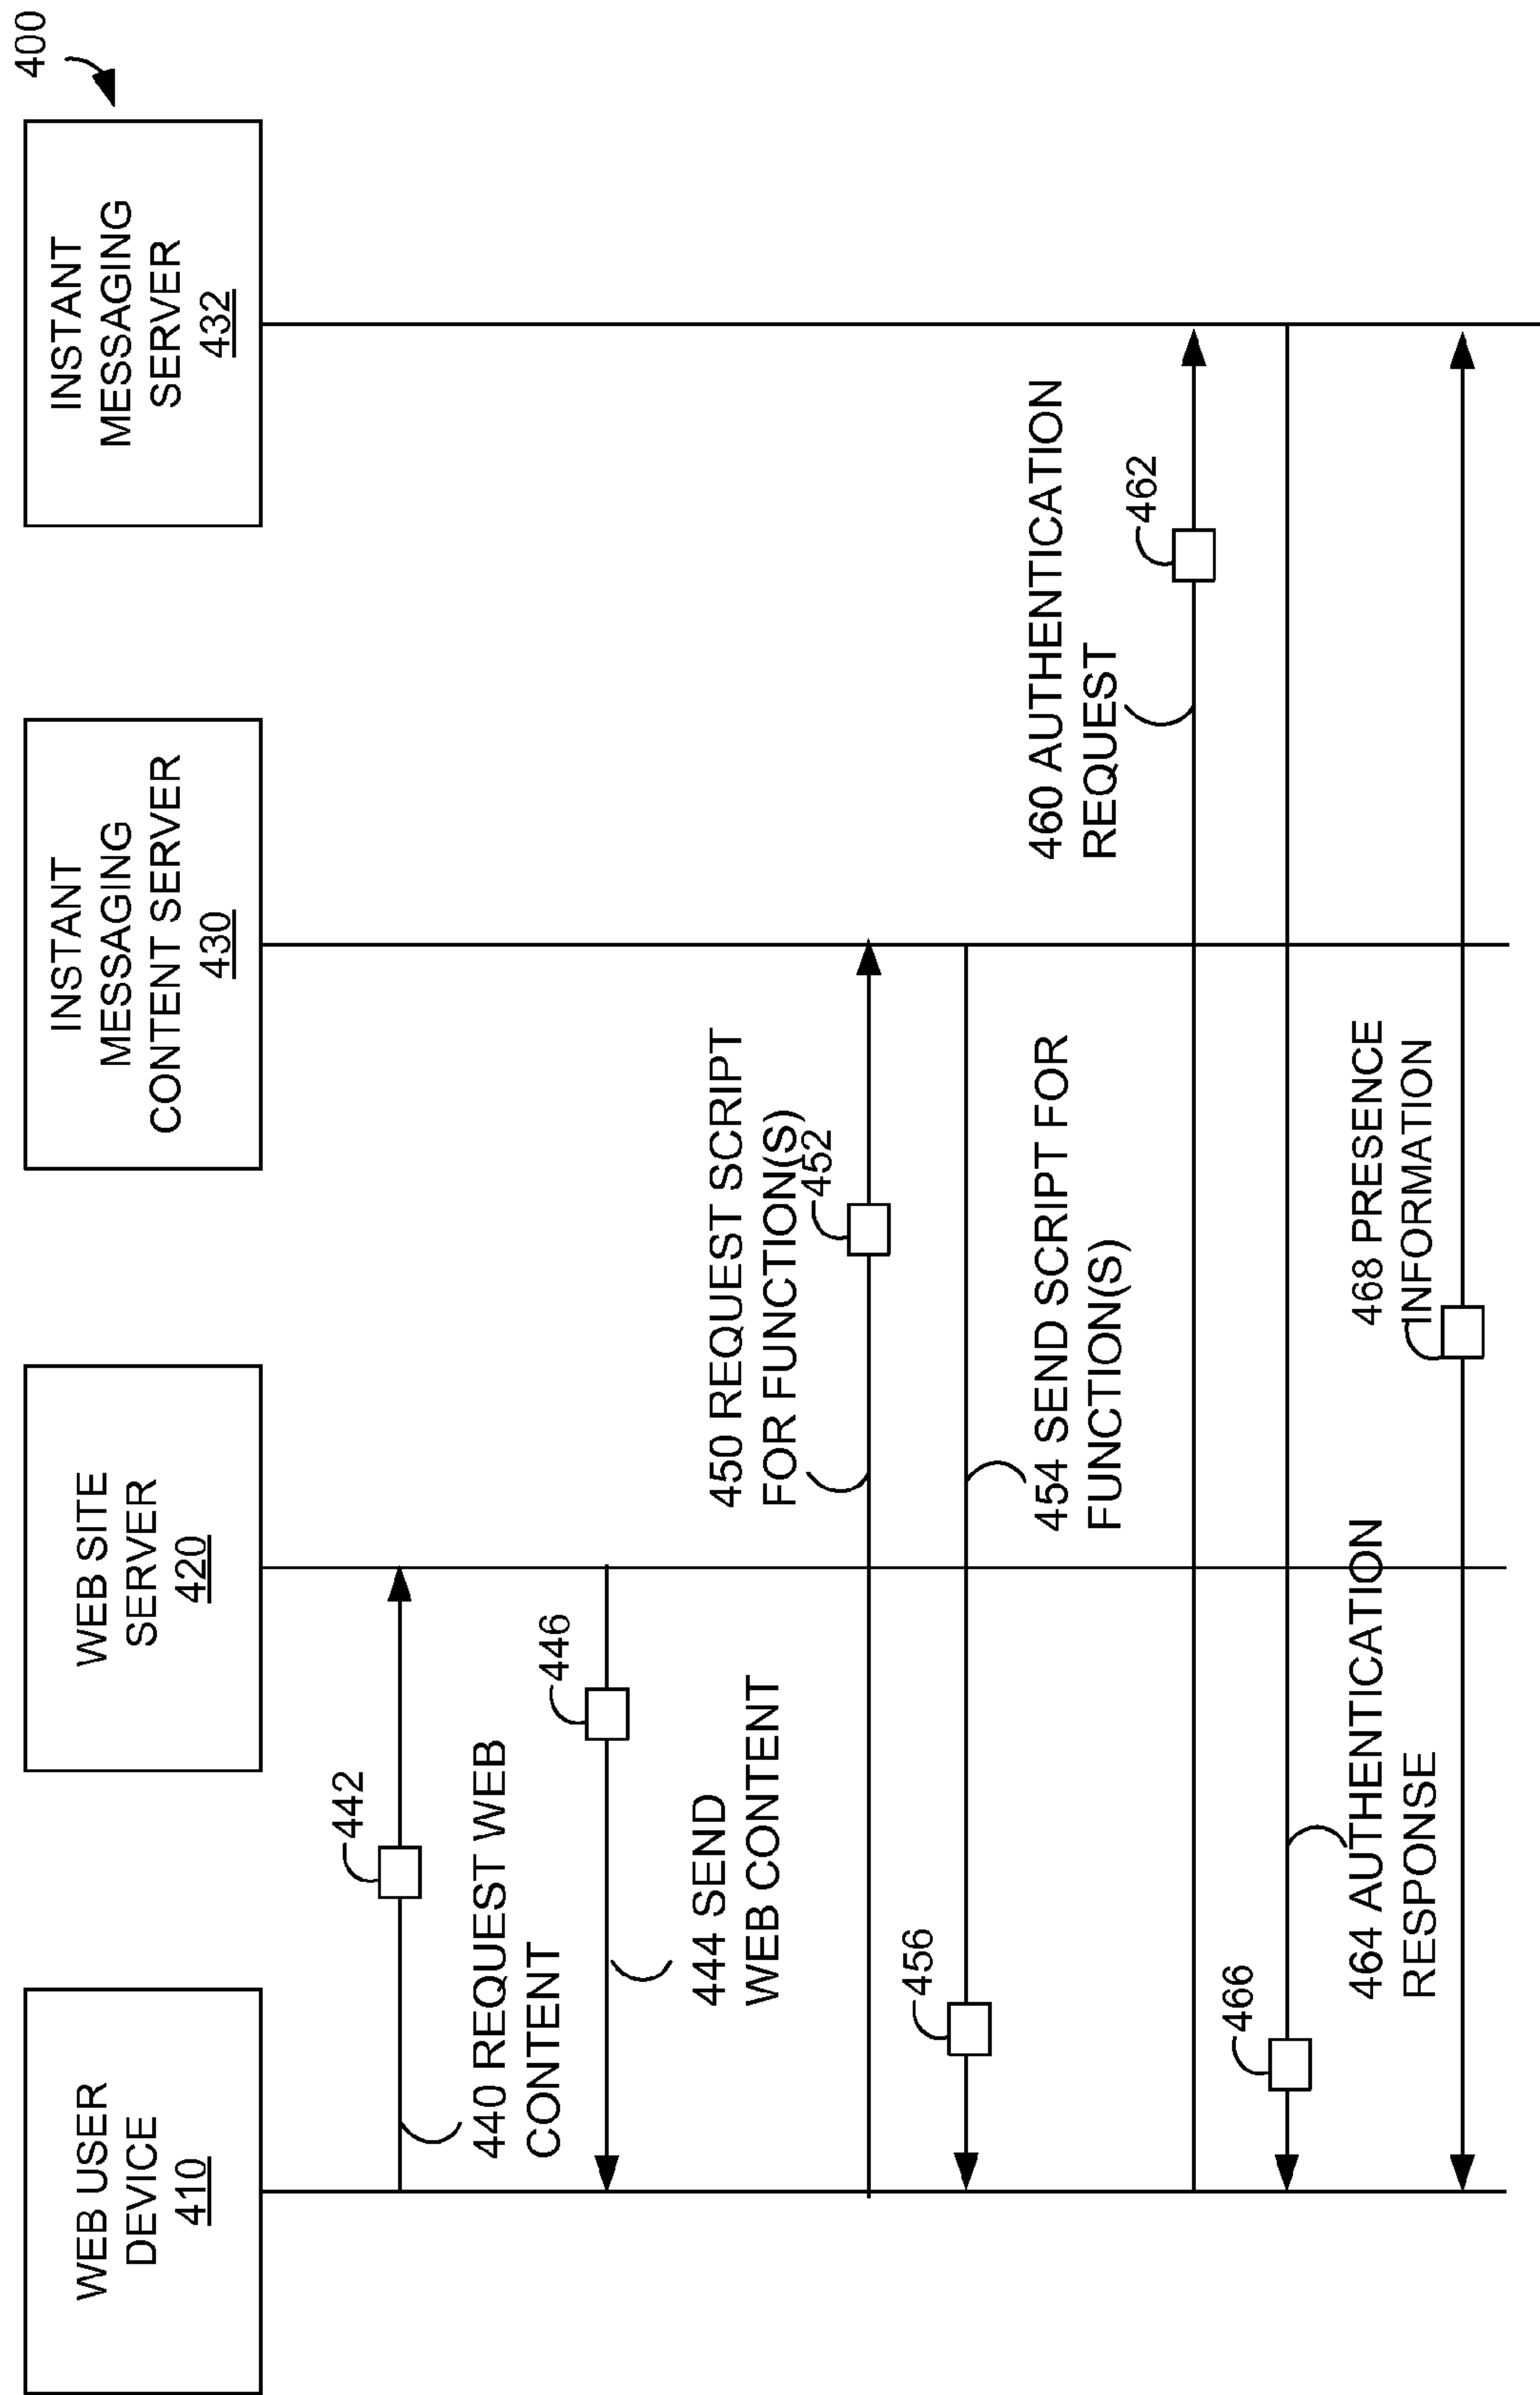 400
WEB USER
DEVICE
410
WEB SITE
SERVER
420
INSTANT
MESSAGING
CONTENT SERVER
430
INSTANT
MESSAGING
SERVER
432
442
440 REQUEST WEB
CONTENT
446
444 SEND
WEB CONTENT
450 REQUEST SCRIPT
FOR FUNCTION(S)
452
456
454 SEND SCRIPT FOR
FUNCTION(S)
460 AUTHENTICATION
REQUEST
462
466
464 AUTHENTICATION
RESPONSE
468 PRESENCE
INFORMATION